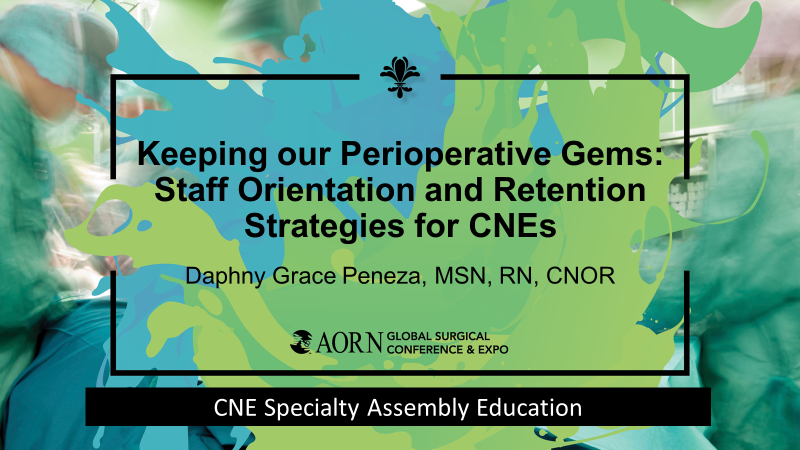 Keeping our Perioperative Gems:
Staff Orientation and Retention
Strategies for CNEs
Daphny Grace Peneza, MSN, RN, CNOR
AORN GLOBAL SURGICAL
CONFERENCE & EXPO
CNE Specialty Assembly Education